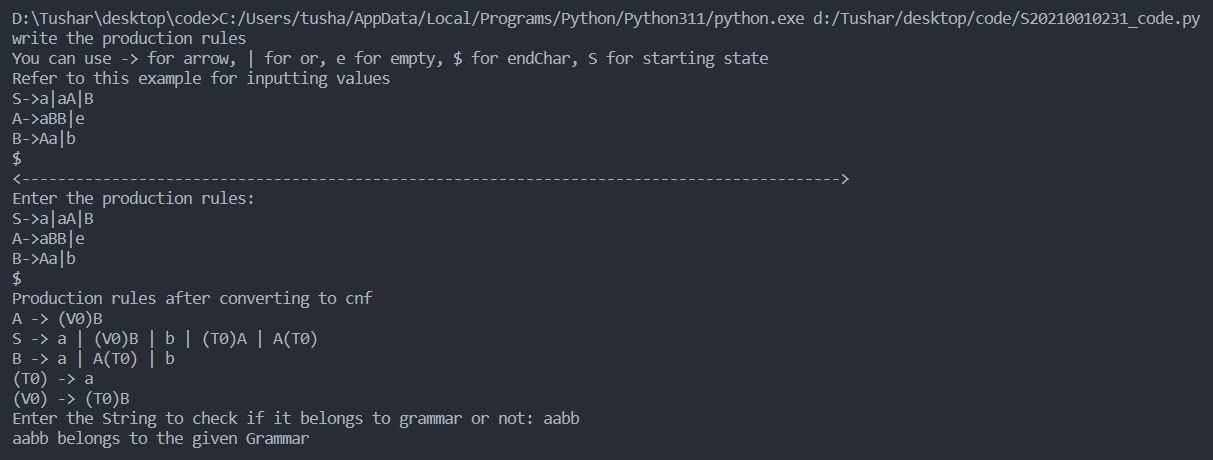 D:\Tushar\desktop\code>C:/Users/tusha/AppData/Local/Programs/Python/Python311/python.exe d:/Tushar/desktop/code/S20210010231_code.py
write the production rules
You can use -> for arrow, | for or, e for empty, $ for endChar, S for starting state
Refer to this example for inputting values
S->a|aA|B
A->aBB|e
B->Aa|b
$
<-------------------------------------------------------------------------------------------->
Enter the production rules:
S->a|aA|B
A->aBB|e
B->Aa|b
$
Production rules after converting to cnf
A -> (V0)B
S -> a | (V0)B | b | (T0)A | A(T0)
B -> a | A(T0) | b
(T0) -> a
(V0) -> (T0)B
Enter the String to check if it belongs to grammar or not: aabb
aabb belongs to the given Grammar